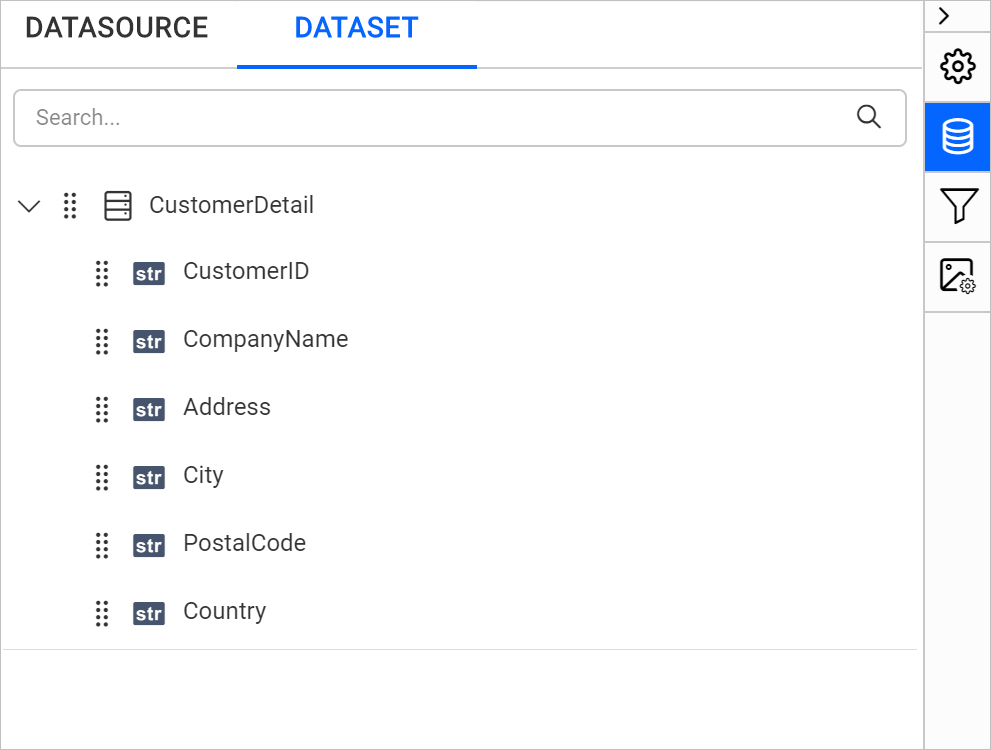 DATASOURCE DATASET
Search...
CustomerDetail
str CustomerID
str CompanyName
str Address
str City
str PostalCode
str Country